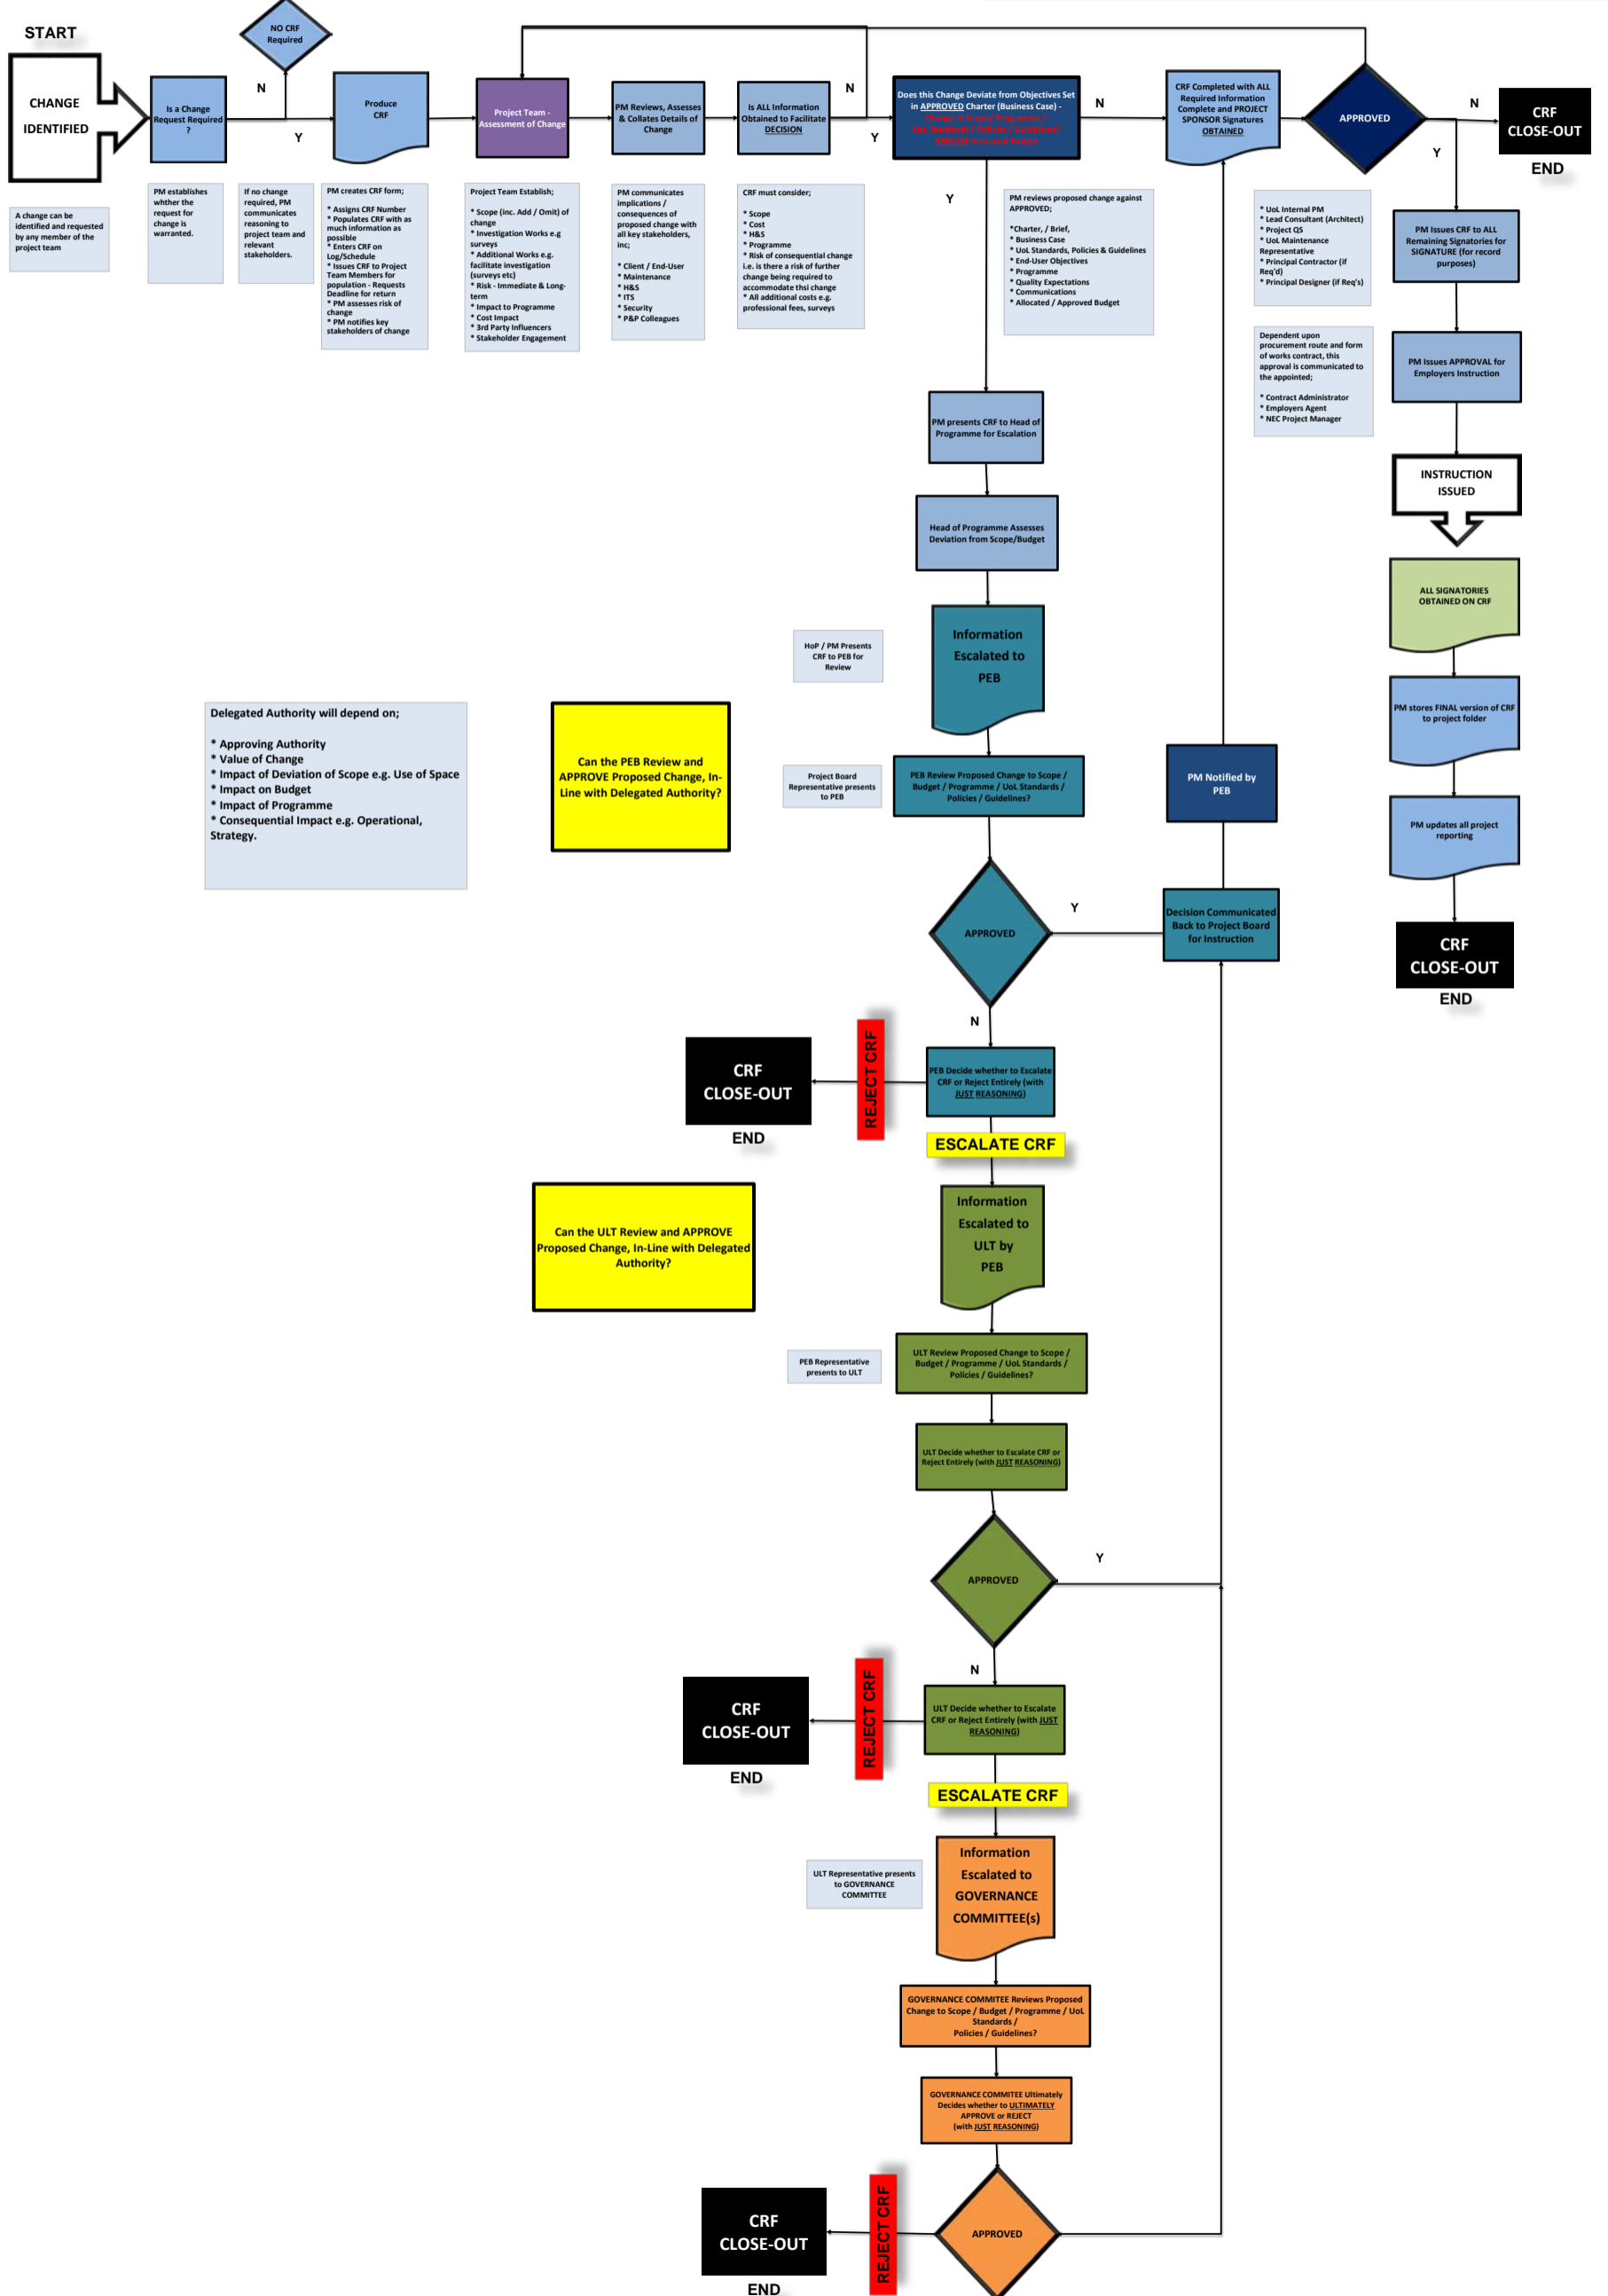 START
CHANGE
IDENTIFIED
A change can be
identified and requested
by any member of the
project team
Is a Change
Request Required
?
PM establishes
whther the
request for
change is
warranted.
NO CRF
Required
N
Y
If no change
required, PM
communicates
reasoning to
project team and
relevant
stakeholders.
Produce
CRF
PM creates CRF form;
* Assigns CRF Number
* Populates CRF with as
much information as
possible
* Enters CRF on
Log/Schedule
* Issues CRF to Project
Team Members for
population - Requests
Deadline for return
* PM assesses risk of
change
* PM notifies key
stakeholders of change
Project Team -
Assessment of Change
Project Team Establish;
* Scope (inc. Add / Omit) of
change
* Investigation Works e.g
surveys
* Additional Works e.g.
facilitate investigation
(surveys etc)
* Risk - Immediate & Long-
term
* Impact to Programme
* Cost Impact
* 3rd Party Influencers
* Stakeholder Engagement
PM Reviews, Assesses
& Collates Details of
Change
PM communicates
implications /
consequences of
proposed change with
all key stakeholders,
inc;
* Client / End-User
* Maintenance
* H&S
* ITS
* Security
* P&P Colleagues
Is ALL Information
Obtained to Facilitate
DECISION
CRF must consider;
* Scope
* Cost
* H&S
* Programme
* Risk of consequential change
i.e. is there a risk of further
change being required to
accommodate thsi change
* All additional costs e.g.
professional fees, surveys
N
Y
Does this Change Deviate from Objectives Set
in APPROVED Charter (Business Case) -
Change in Scope/ Programme /
UoL Standards / Policies / Guidelines?
AND/OR Increased Budget
N
Y
PM reviews proposed change against
APPROVED;
*Charter, / Brief,
* Business Case
* UoL Standards, Policies & Guidelines
* End-User Objectives
* Programme
* Quality Expectations
* Communications
* Allocated / Approved Budget
CRF Completed with ALL
Required Information
Complete and PROJECT
SPONSOR Signatures
OBTAINED
APPROVED
N
Y
CRF
CLOSE-OUT
END
* UoL Internal PM
* Lead Consultant (Architect)
* Project QS
* UoL Maintenance
Representative
* Principal Contractor (if
Req'd)
* Principal Designer (if Req's)
PM Issues CRF to ALL
Remaining Signatories for
SIGNATURE (for record
purposes)
Dependent upon
procurement route and form
of works contract, this
approval is communicated to
the appointed;
* Contract Administrator
* Employers Agent
* NEC Project Manager
PM Issues APPROVAL for
Employers Instruction
INSTRUCTION
ISSUED
ALL SIGNATORIES
OBTAINED ON CRF
PM stores FINAL version of CRF
to project folder
PM updates all project
reporting
CRF
CLOSE-OUT
END
PM presents CRF to Head of
Programme for Escalation
Head of Programme Assesses
Deviation from Scope/Budget
HoP / PM Presents
CRF to PEB for
Review
Information
Escalated to
PEB
Delegated Authority will depend on;
* Approving Authority
* Value of Change
* Impact of Deviation of Scope e.g. Use of Space
* Impact on Budget
* Impact of Programme
* Consequential Impact e.g. Operational,
Strategy.
Can the PEB Review and
APPROVE Proposed Change, In-
Line with Delegated Authority?
Project Board
Representative presents
to PEB
PEB Review Proposed Change to Scope /
Budget / Programme / UoL Standards /
Policies / Guidelines?
PM Notified by
PEB
APPROVED
Y
Decision Communicated
Back to Project Board
for Instruction
N
CRF
CLOSE-OUT
END
REJECT CRF
PEB Decide whether to Escalate
CRF or Reject Entirely (with
JUST REASONING)
ESCALATE CRF
Can the ULT Review and APPROVE
Proposed Change, In-Line with Delegated
Authority?
Information
Escalated to
ULT by
PEB
PEB Representative
presents to ULT
ULT Review Proposed Change to Scope /
Budget / Programme / UoL Standards /
Policies / Guidelines?
ULT Decide whether to Escalate CRF or
Reject Entirely (with JUST REASONING)
APPROVED
Y
N
CRF
CLOSE-OUT
END
REJECT CRF
ULT Decide whether to Escalate
CRF or Reject Entirely (with JUST
REASONING)
ESCALATE CRF
ULT Representative presents
to GOVERNANCE
COMMITTEE
Information
Escalated to
GOVERNANCE
COMMITTEE(s)
GOVERNANCE COMMITEE Reviews Proposed
Change to Scope / Budget / Programme / UoL
Standards /
Policies / Guidelines?
GOVERNANCE COMMITEE Ultimately
Decides whether to ULTIMATELY
APPROVE or REJECT
(with JUST REASONING)
CRF
CLOSE-OUT
END
REJECT CRF
APPROVED